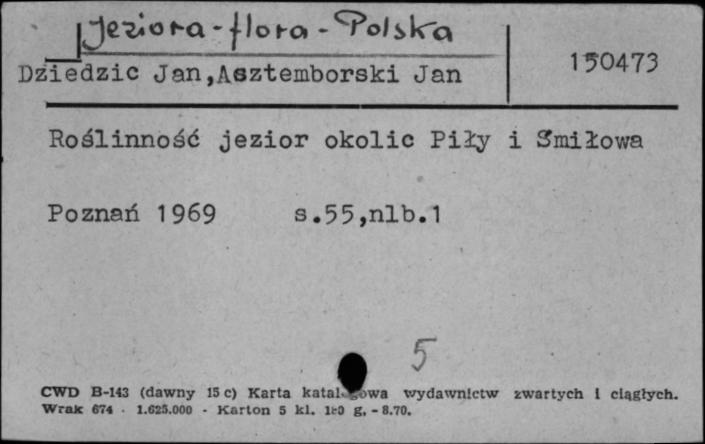 Jeziora-flora-Polska
Dziedzic Jan,Asztemborski Jan
150473
Roślinność jezior okolic Piły i Śmiłowa
Poznań 1969 s.55,nlb.1
5
CWD B-143 (dawny 15 c) Karta katalogowa wydawnictw zwartych i ciągłych.
Wrak 674 - 1.625.000 - Karton 5 kl. 180 g. - 8.70.